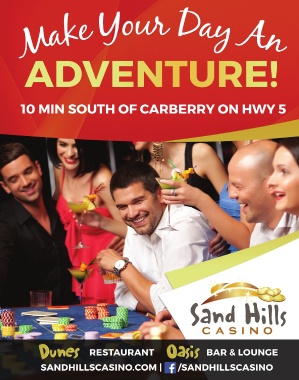 Make Your Day An
ADVENTURE!
10 MIN SOUTH OF CARBERRY ON HWY 5
Sand Hills
CASINO
Dunes RESTAURANT Oasis BAR & LOUNGE
SANDHILLSCASINO.COM | f /SANDHILLSCASINO